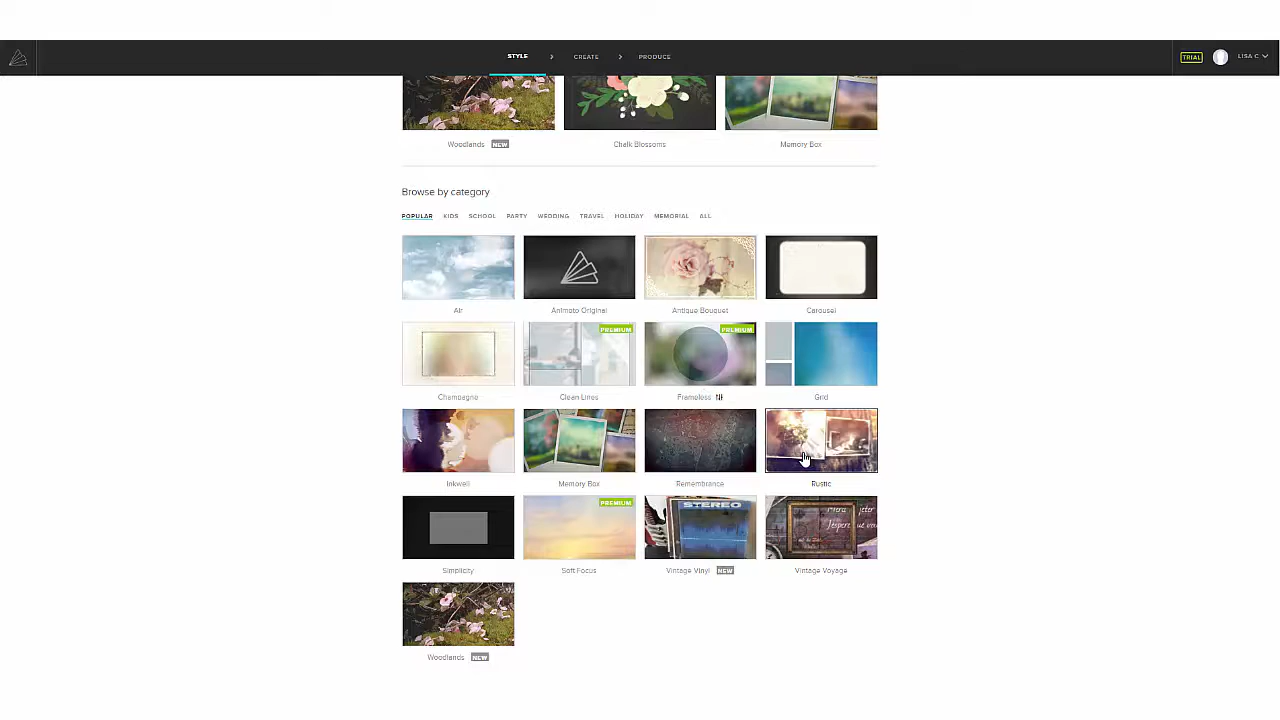 STYLE > CREATE > PRODUCE
TRIAL LISA C
Woodlands NEW Chalk Blossoms Memory Box
Browse by category
POPULAR KIDS SCHOOL PARTY WEDDING TRAVEL HOLIDAY MEMORIAL ALL
Air Animoto Original Antique Bouquet Carousel
PREMIUM PREMIUM
Champagne Clean Lines Frameless Grid
Inkwell Memory Box Remembrance Rustic
PREMIUM STEREO
Simplicity Soft Focus Vintage Vinyl NEW Vintage Voyage
Woodlands NEW